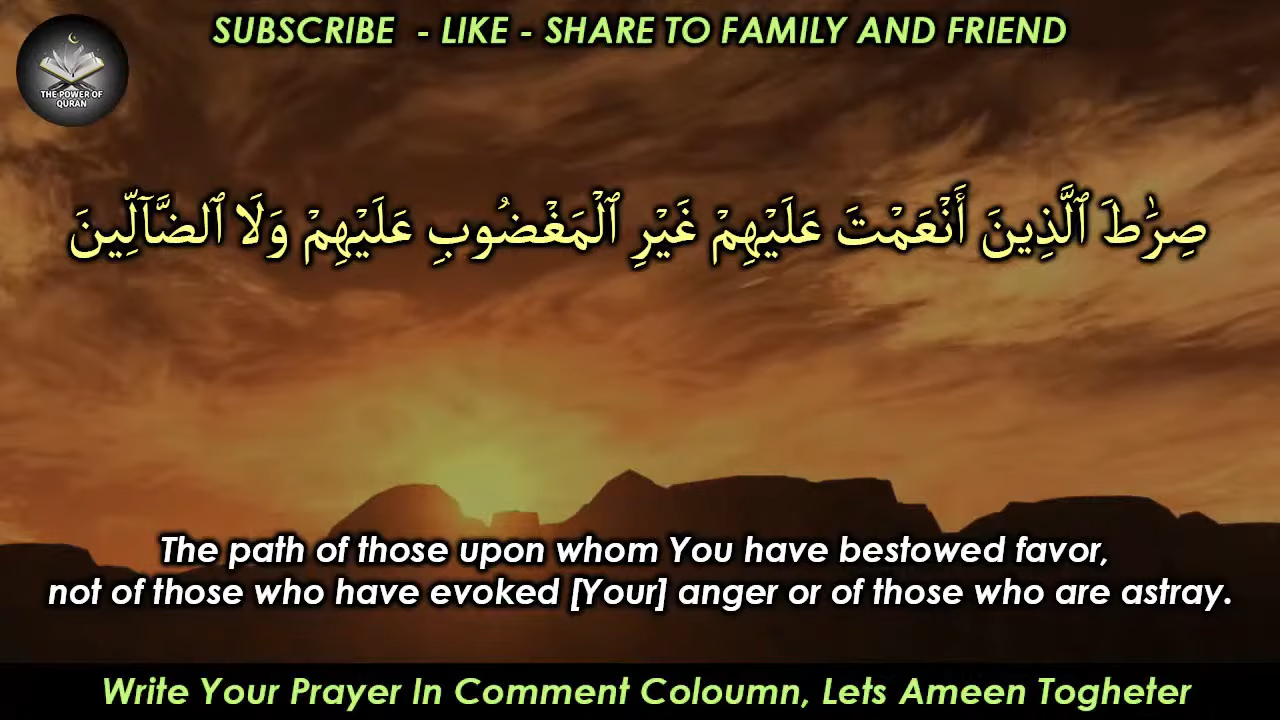 SUBSCRIBE - LIKE - SHARE TO FAMILY AND FRIEND
THE POWER OF
QURAN
صِرَٰطَ ٱلَّذِينَ أَنْعَمْتَ عَلَيْهِمْ غَيْرِ ٱلْمَغْضُوبِ عَلَيْهِمْ وَلَا ٱلضَّآلِّينَ
The path of those upon whom You have bestowed favor,
not of those who have evoked [Your] anger or of those who are astray.
Write Your Prayer In Comment Coloumn, Lets Ameen Togheter